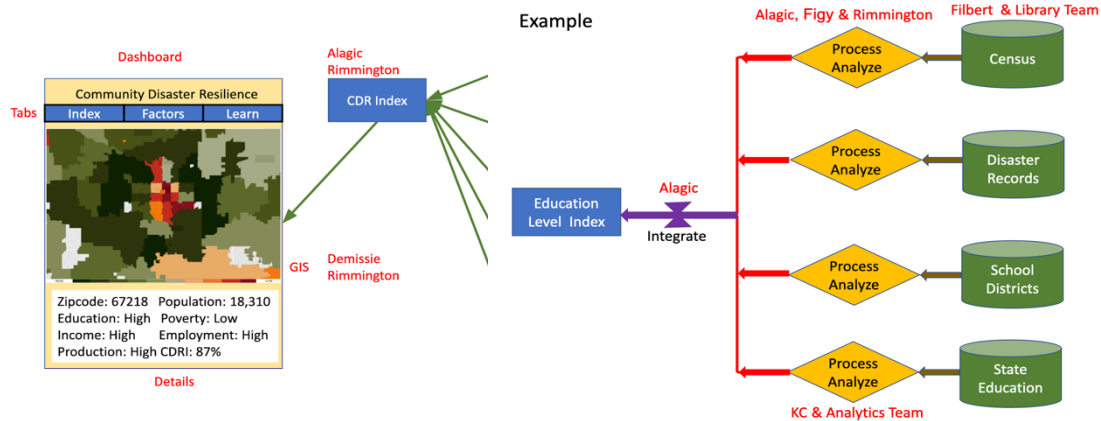 Example
Dashboard
Community Disaster Resilience
Tabs
Index
Factors
Learn
Zipcode: 67218 Population: 18,310
Education: High Poverty: Low
Income: High Employment: High
Production: High CDRI: 87%
Details
GIS
Alagic
Rimmington
CDR Index
Demissie
Rimmington
Education
Level Index
Alagic
Integrate
Alagic, Figy & Rimmington
Filbert & Library Team
Process
Analyze
Census
Process
Analyze
Disaster
Records
Process
Analyze
School
Districts
Process
Analyze
State
Education
KC & Analytics Team